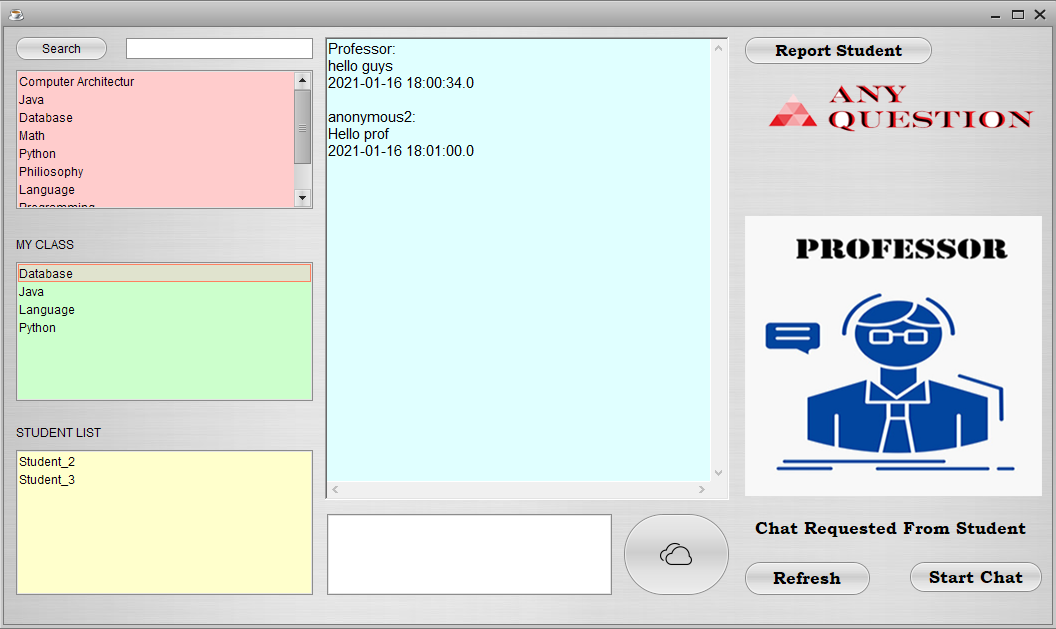 Search
Computer Architectur
Java
Database
Math
Python
Philiosophy
Language
Programming
MY CLASS
Database
Java
Language
Python
STUDENT LIST
Student_2
Student_3
Professor:
hello guys
2021-01-16 18:00:34.0
anonymous2:
Hello prof
2021-01-16 18:01:00.0
Report Student
ANY
QUESTION
PROFESSOR
Chat Requested From Student
Refresh
Start Chat